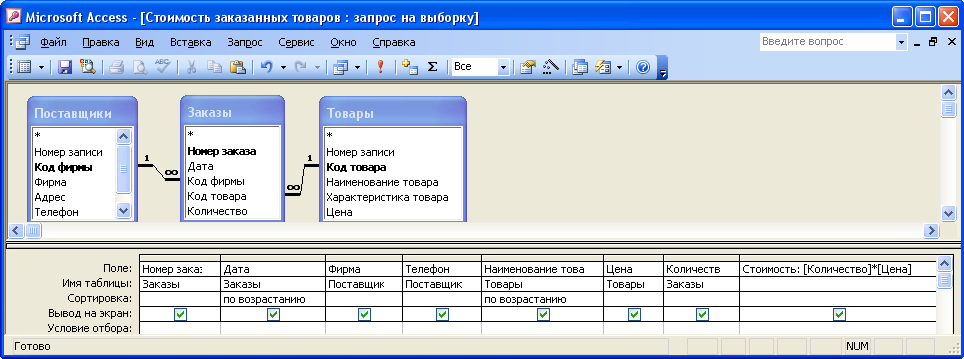 Microsoft Access - [Стоимость заказанных товаров : запрос на выборку]
Файл Правка Вид Вставка Запрос Сервис Окно Справка Введите вопрос
Все
Поставщики
*
Номер записи
Код фирмы
Фирма
Адрес
Телефон
1
∞
Заказы
*
Номер заказа
Дата
Код фирмы
Код товара
Количество
1
∞
Товары
*
Номер записи
Код товара
Наименование товара
Характеристика товара
Цена
Поле: Номер зака: Дата Фирма Телефон Наименование това Цена Количеств Стоимость: [Количество]*[Цена]
Имя таблицы: Заказы Заказы Поставщик Поставщик Товары Товары Заказы
Сортировка: по возрастанию по возрастанию
Вывод на экран:
Условие отбора:
Готово NUM